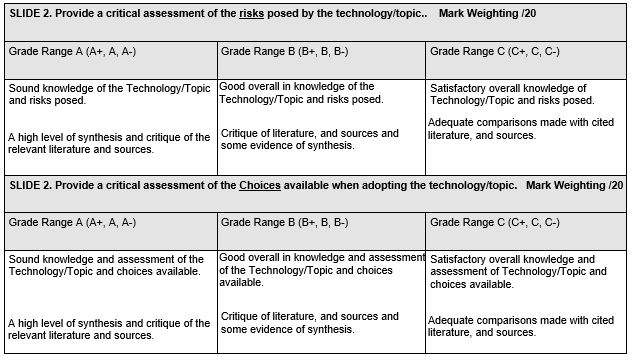 SLIDE 2. Provide a critical assessment of the risks posed by the technology/topic.. Mark Weighting /20
Grade Range A (A+, A, A-)
Grade Range B (B+, B, B-)
Grade Range C (C+, C, C-)
Sound knowledge of the Technology/Topic
and risks posed.
A high level of synthesis and critique of the
relevant literature and sources.
Good overall in knowledge of the
Technology/Topic and risks posed.
Critique of literature, and sources and
some evidence of synthesis.
Satisfactory overall knowledge of
Technology/Topic and risks posed.
Adequate comparisons made with cited
literature, and sources.
SLIDE 2. Provide a critical assessment of the Choices available when adopting the technology/topic. Mark Weighting /20
Grade Range A (A+, A, A-)
Grade Range B (B+, B, B-)
Grade Range C (C+, C, C-)
Sound knowledge and assessment of the
Technology/Topic and choices available.
A high level of synthesis and critique of the
relevant literature and sources.
Good overall in knowledge and assessment
of the Technology/Topic and choices
available.
Critique of literature, and sources and
some evidence of synthesis.
Satisfactory overall knowledge and
assessment of Technology/Topic and
choices available.
Adequate comparisons made with cited
literature, and sources.